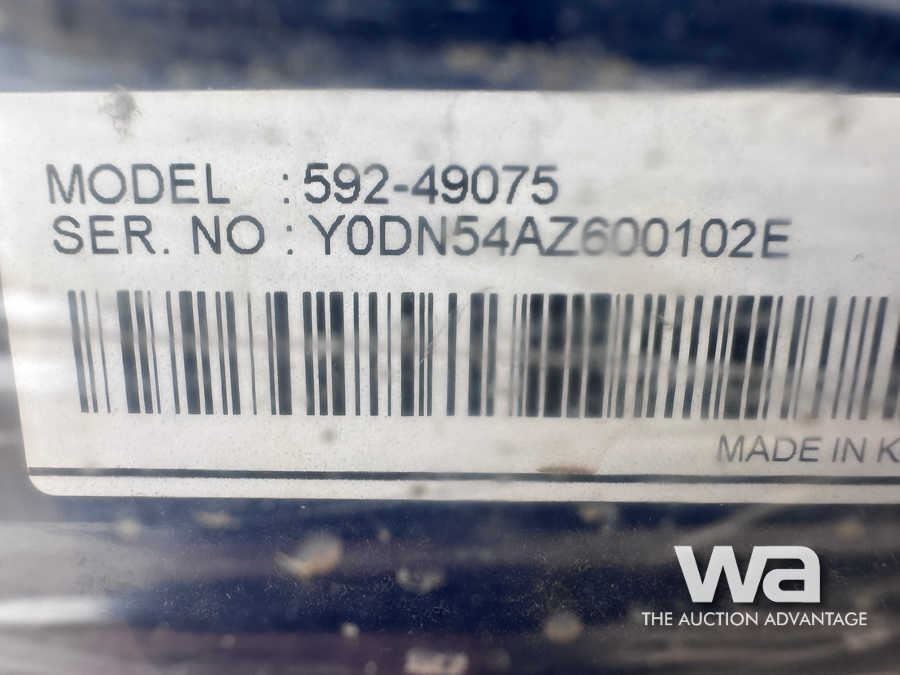 MODEL : 592-49075
SER. NO : Y0DN54AZ600102E
MADE IN K
wa
THE AUCTION ADVANTAGE